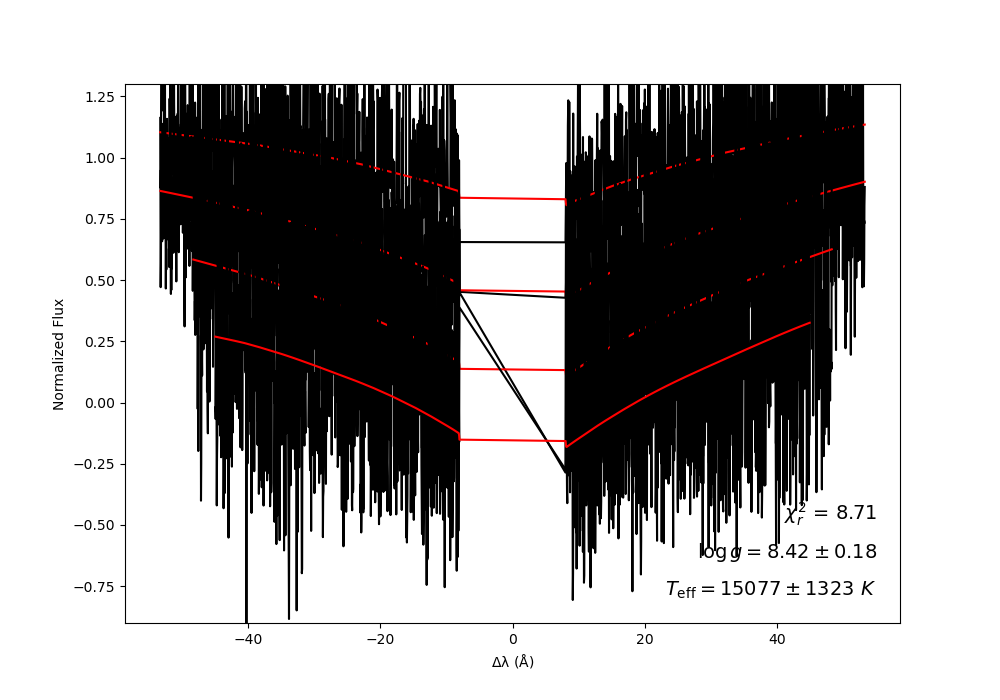 1.25
1.00
0.75
0.50
0.25
0.00
−0.25
−0.50
−0.75
Normalized Flux
−40
−20
0
20
40
Δλ (Å)
χ²ᵣ = 8.71
log g = 8.42 ± 0.18
T_eff = 15077 ± 1323 K